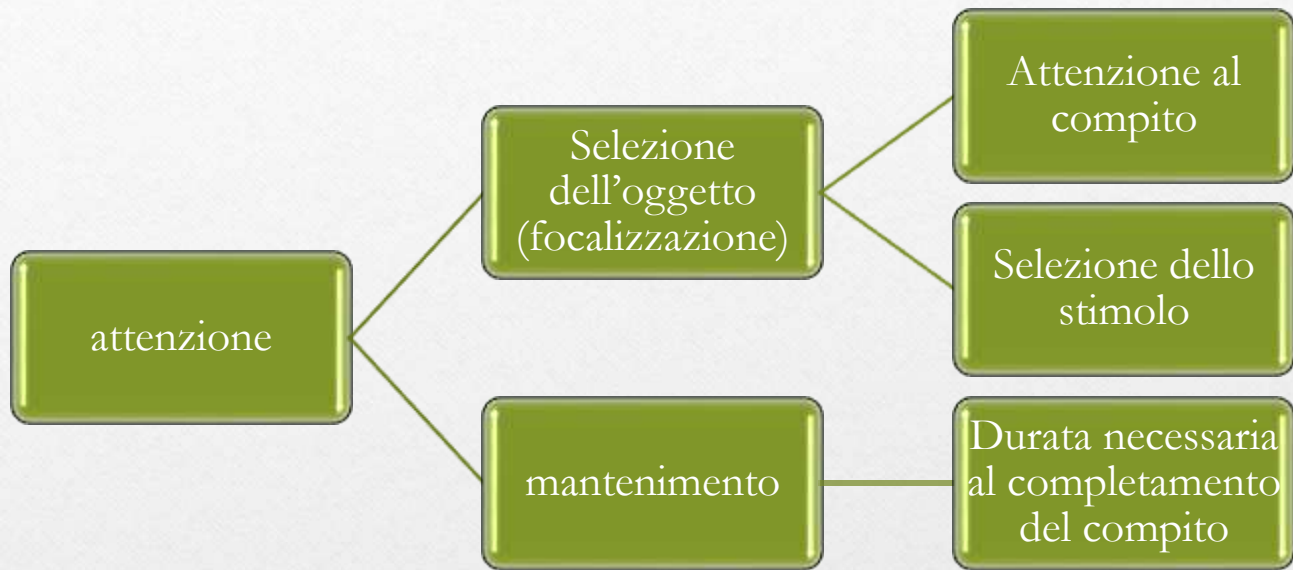 attenzione
Selezione
dell’oggetto
(focalizzazione)
Attenzione al
compito
Selezione dello
stimolo
mantenimento
Durata necessaria
al completamento
del compito